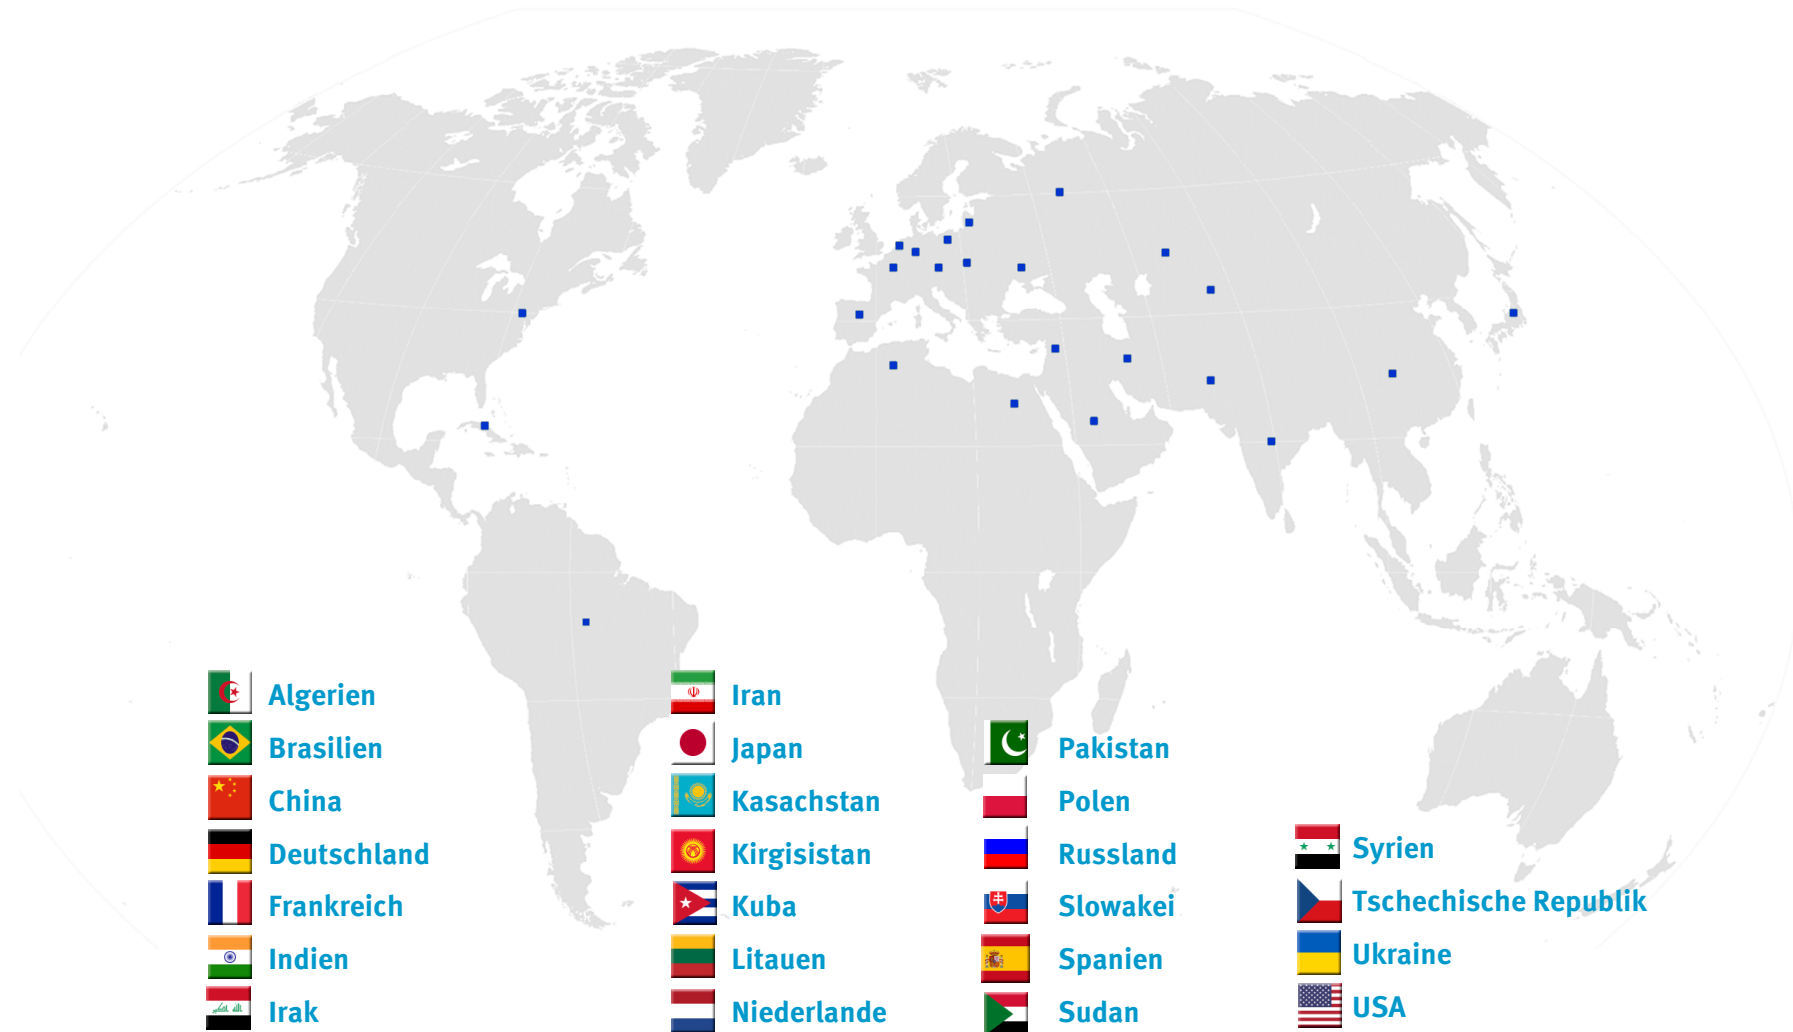 Algerien
Brasilien
China
Deutschland
Frankreich
Indien
Irak
Iran
Japan
Kasachstan
Kirgisistan
Kuba
Litauen
Niederlande
Pakistan
Polen
Russland
Slowakei
Spanien
Sudan
Syrien
Tschechische Republik
Ukraine
USA